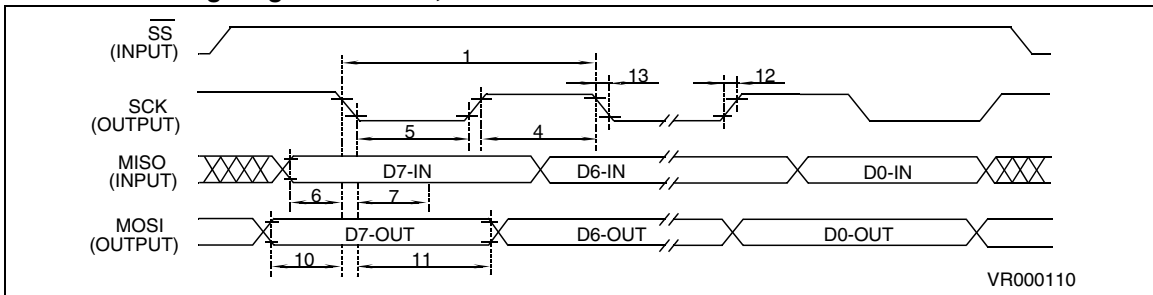 SS
(INPUT)
1
13
12
SCK
(OUTPUT)
5
4
MISO
(INPUT)
D7-IN
D6-IN
D0-IN
6
7
MOSI
(OUTPUT)
D7-OUT
D6-OUT
D0-OUT
10
11
VR000110